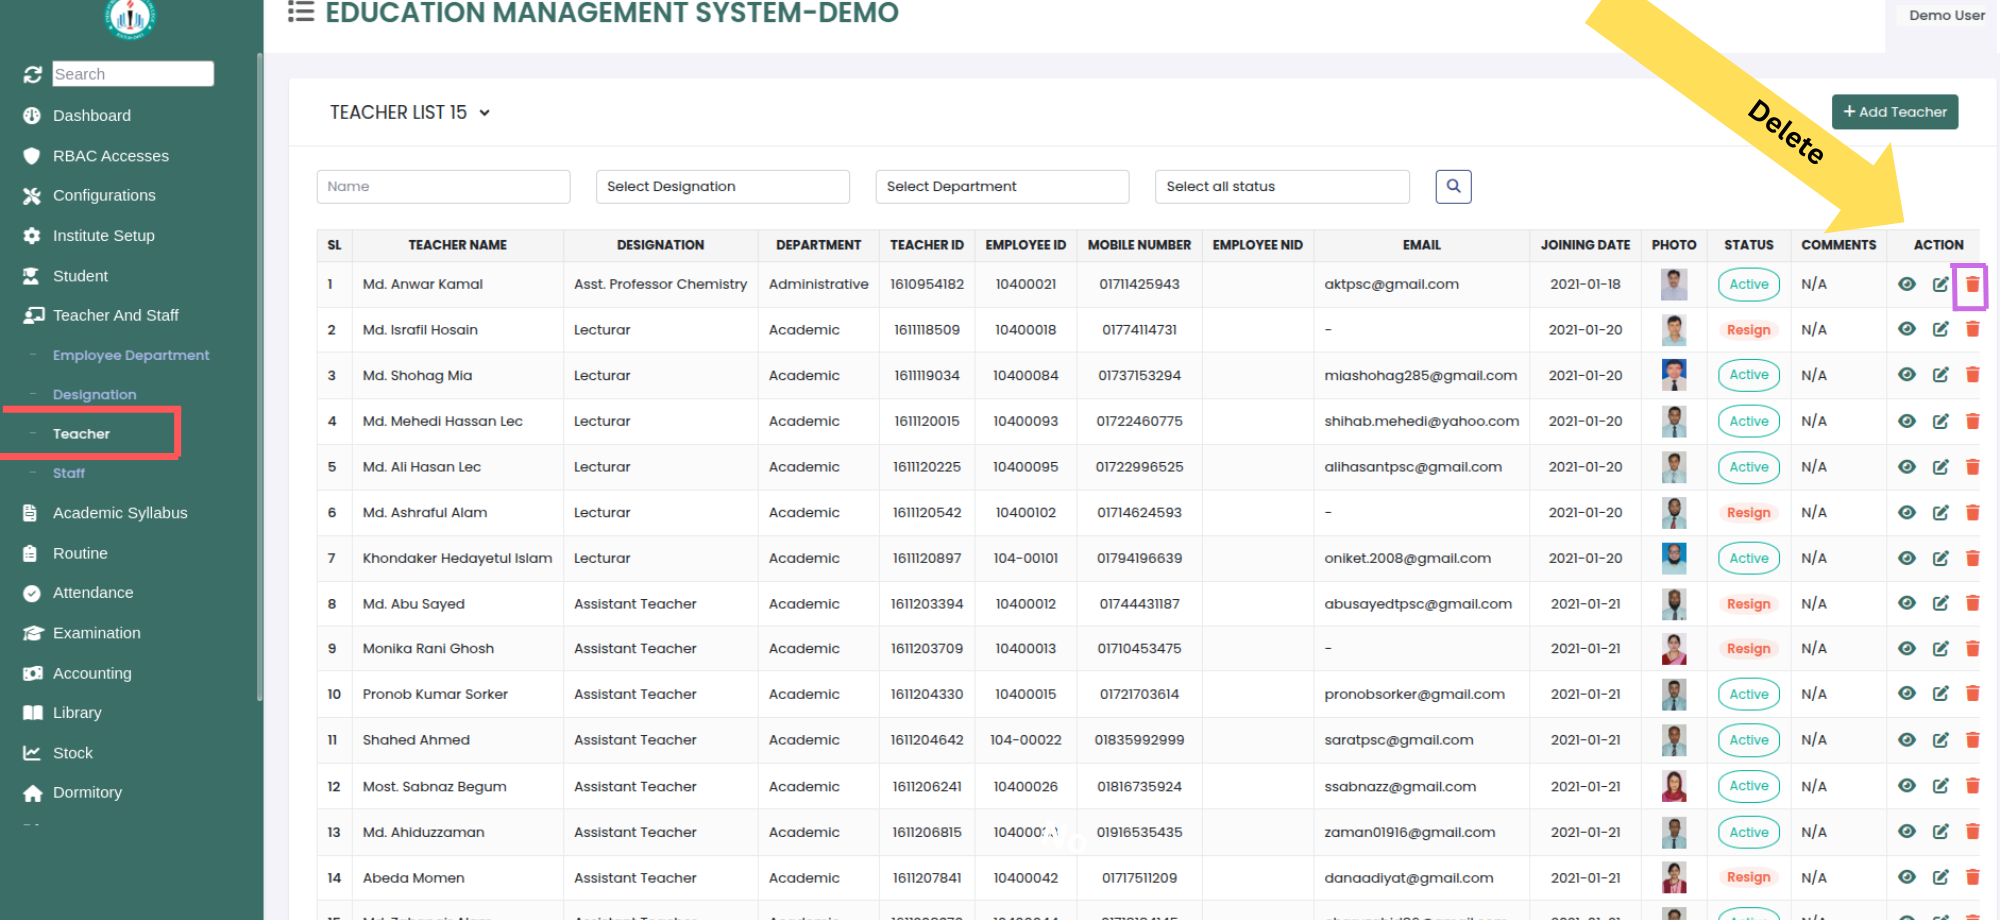 EDUCATION MANAGEMENT SYSTEM-DEMO
Demo User
Search
Dashboard
RBAC Accesses
Configurations
Institute Setup
Student
Teacher And Staff
Employee Department
Designation
Teacher
Staff
Academic Syllabus
Routine
Attendance
Examination
Accounting
Library
Stock
Dormitory
TEACHER LIST 15
Delete
+ Add Teacher
Name Select Designation Select Department Select all status
SL TEACHER NAME DESIGNATION DEPARTMENT TEACHER ID EMPLOYEE ID MOBILE NUMBER EMPLOYEE NID EMAIL JOINING DATE PHOTO STATUS COMMENTS ACTION
1 Md. Anwar Kamal Asst. Professor Chemistry Administrative 1610954182 10400021 01711425943 aktpsc@gmail.com 2021-01-18 Active N/A
2 Md. Israfil Hosain Lecturar Academic 1611118509 10400018 01774114731 - 2021-01-20 Resign N/A
3 Md. Shohag Mia Lecturar Academic 1611119034 10400084 01737153294 miashohag285@gmail.com 2021-01-20 Active N/A
4 Md. Mehedi Hassan Lec Lecturar Academic 1611120015 10400093 01722460775 shihab.mehedi@yahoo.com 2021-01-20 Active N/A
5 Md. Ali Hasan Lec Lecturar Academic 1611120225 10400095 01722996525 alihasantpsc@gmail.com 2021-01-20 Active N/A
6 Md. Ashraful Alam Lecturar Academic 1611120542 10400102 01714624593 - 2021-01-20 Resign N/A
7 Khondaker Hedayetul Islam Lecturar Academic 1611120897 104-00101 01794196639 oniket.2008@gmail.com 2021-01-20 Active N/A
8 Md. Abu Sayed Assistant Teacher Academic 1611203394 10400012 01744431187 abusayedtpsc@gmail.com 2021-01-21 Resign N/A
9 Monika Rani Ghosh Assistant Teacher Academic 1611203709 10400013 01710453475 - 2021-01-21 Resign N/A
10 Pronob Kumar Sorker Assistant Teacher Academic 1611204330 10400015 01721703614 pronobsorker@gmail.com 2021-01-21 Active N/A
11 Shahed Ahmed Assistant Teacher Academic 1611204642 104-00022 01835992999 saratpsc@gmail.com 2021-01-21 Active N/A
12 Most. Sabnaz Begum Assistant Teacher Academic 1611206241 10400026 01816735924 ssabnazz@gmail.com 2021-01-21 Active N/A
13 Md. Ahiduzzaman Assistant Teacher Academic 1611206815 No 01916535435 zaman01916@gmail.com 2021-01-21 Active N/A
14 Abeda Momen Assistant Teacher Academic 1611207841 10400042 01717511209 danaadiyat@gmail.com 2021-01-21 Resign N/A